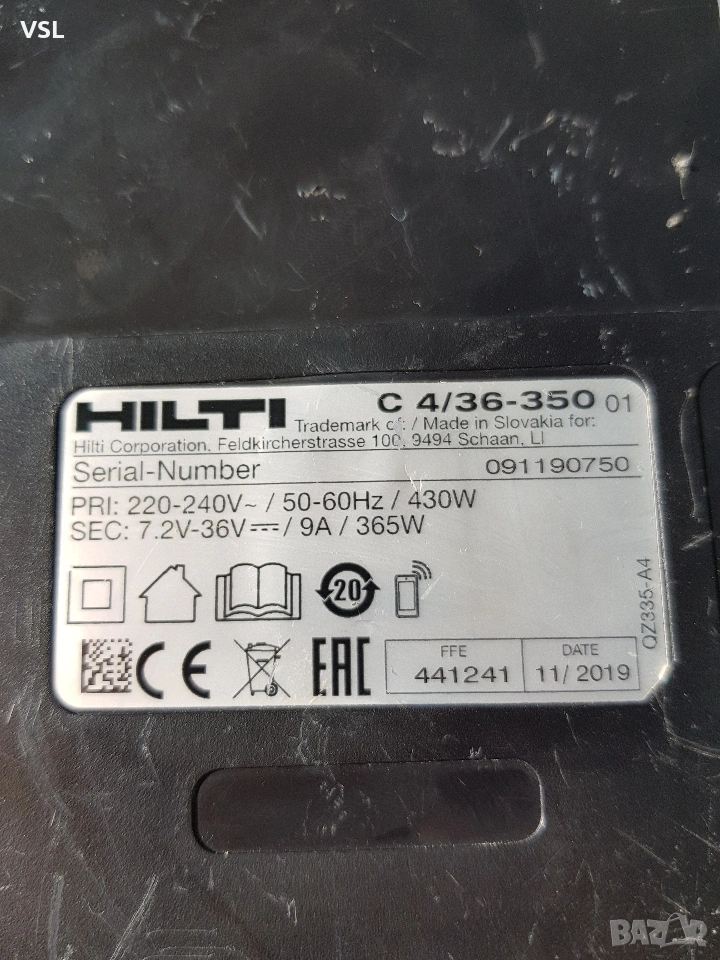 VSL
HILTI C 4/36-350 01
Trademark of: / Made in Slovakia for:
Hilti Corporation, Feldkircherstrasse 100, 9494 Schaan, LI
Serial-Number 091190750
PRI: 220-240V~ / 50-60Hz / 430W
SEC: 7.2V-36V⎓ / 9A / 365W
20
QZ335-A4
CE EAC
FFE DATE
441241 11/ 2019
BAZAR